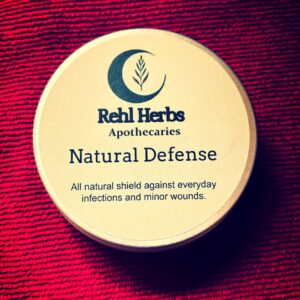 Rehl Herbs
Apothecaries
Natural Defense
All natural shield against everyday
infections and minor wounds.